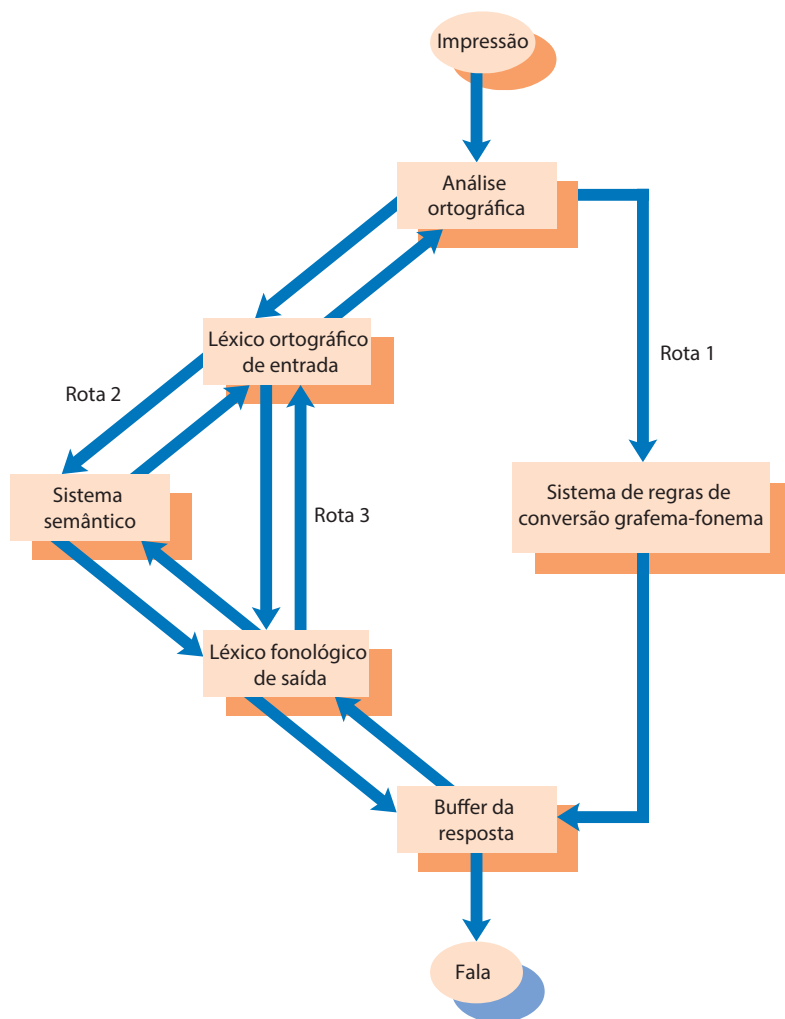 Impressão
Análise
ortográfica
Léxico ortográfico
de entrada
Rota 1
Rota 2
Sistema
semântico
Rota 3
Sistema de regras de
conversão grafema-fonema
Léxico fonológico
de saída
Buffer da
resposta
Fala